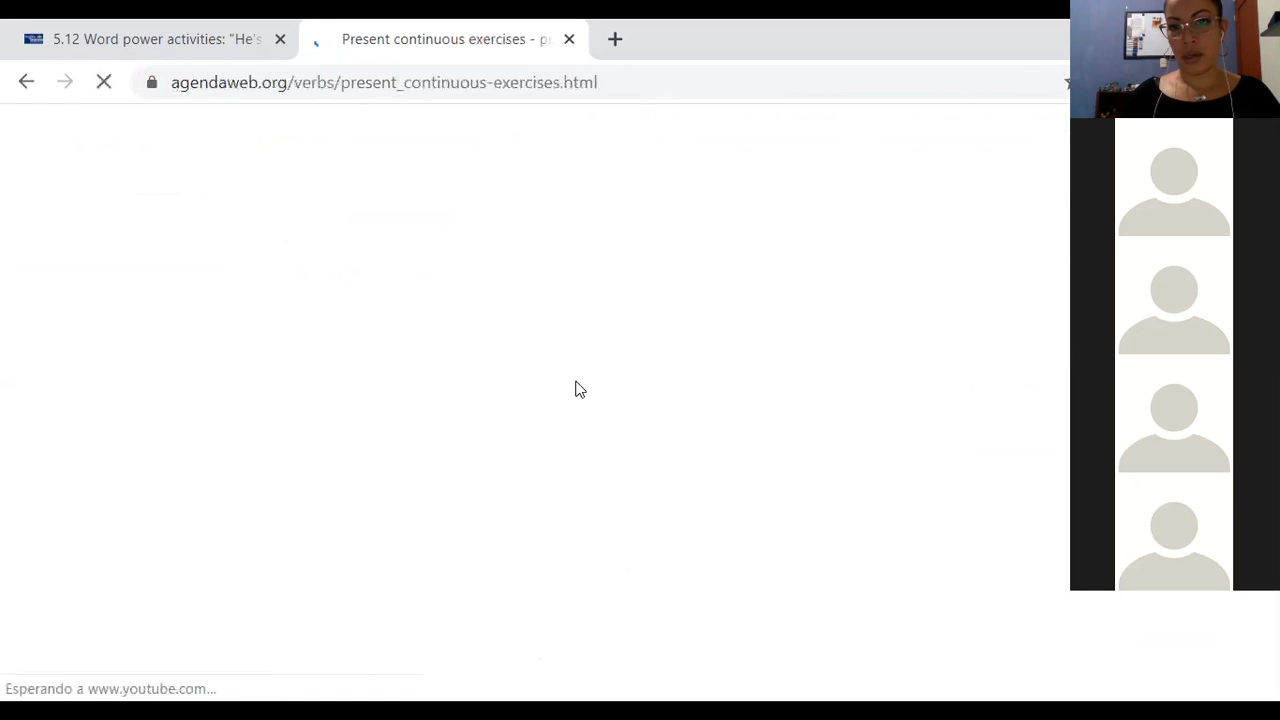 5.12 Word power activities: "He's
Present continuous exercises - pr
agendaweb.org/verbs/present_continuous-exercises.html
Esperando a www.youtube.com...